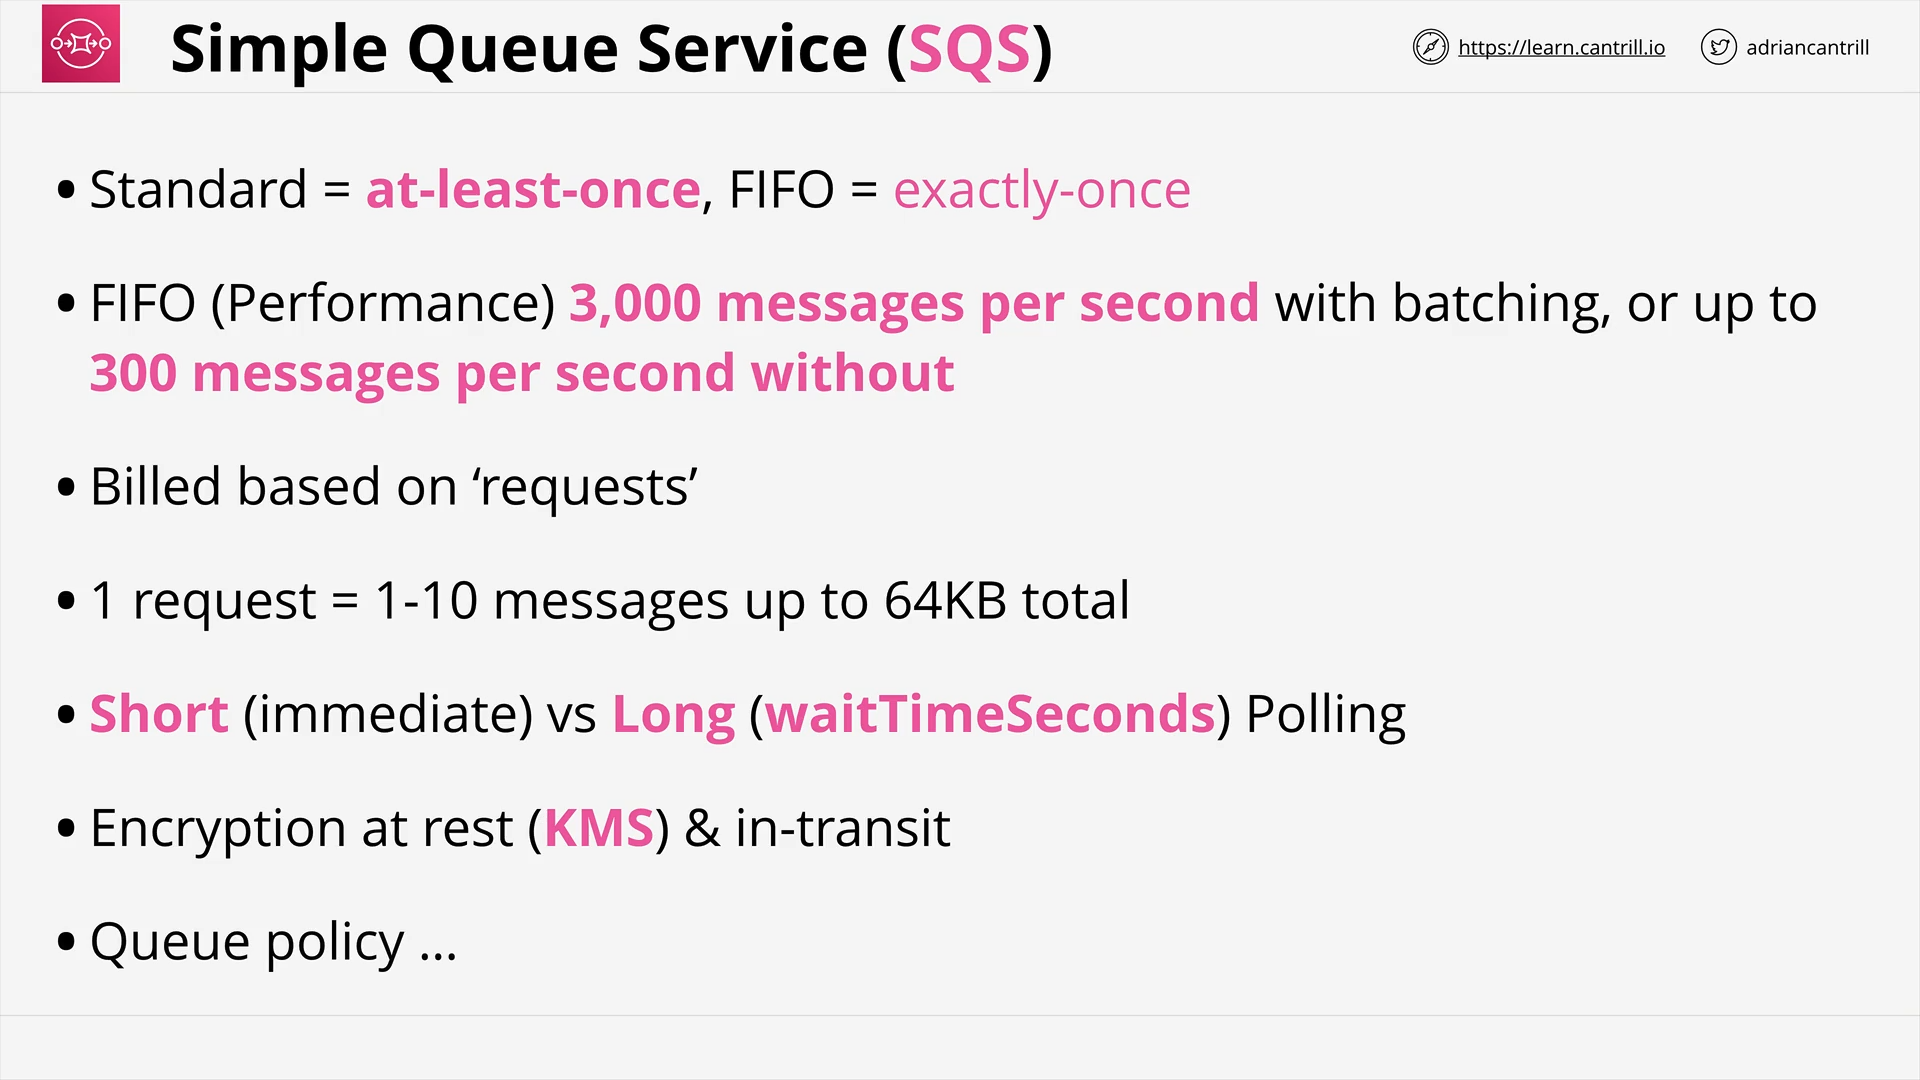 Simple Queue Service (SQS)
https://learn.cantrill.io
adriancantrill
• Standard = at-least-once, FIFO = exactly-once
• FIFO (Performance) 3,000 messages per second with batching, or up to
300 messages per second without
• Billed based on ‘requests’
• 1 request = 1-10 messages up to 64KB total
• Short (immediate) vs Long (waitTimeSeconds) Polling
• Encryption at rest (KMS) & in-transit
• Queue policy ...